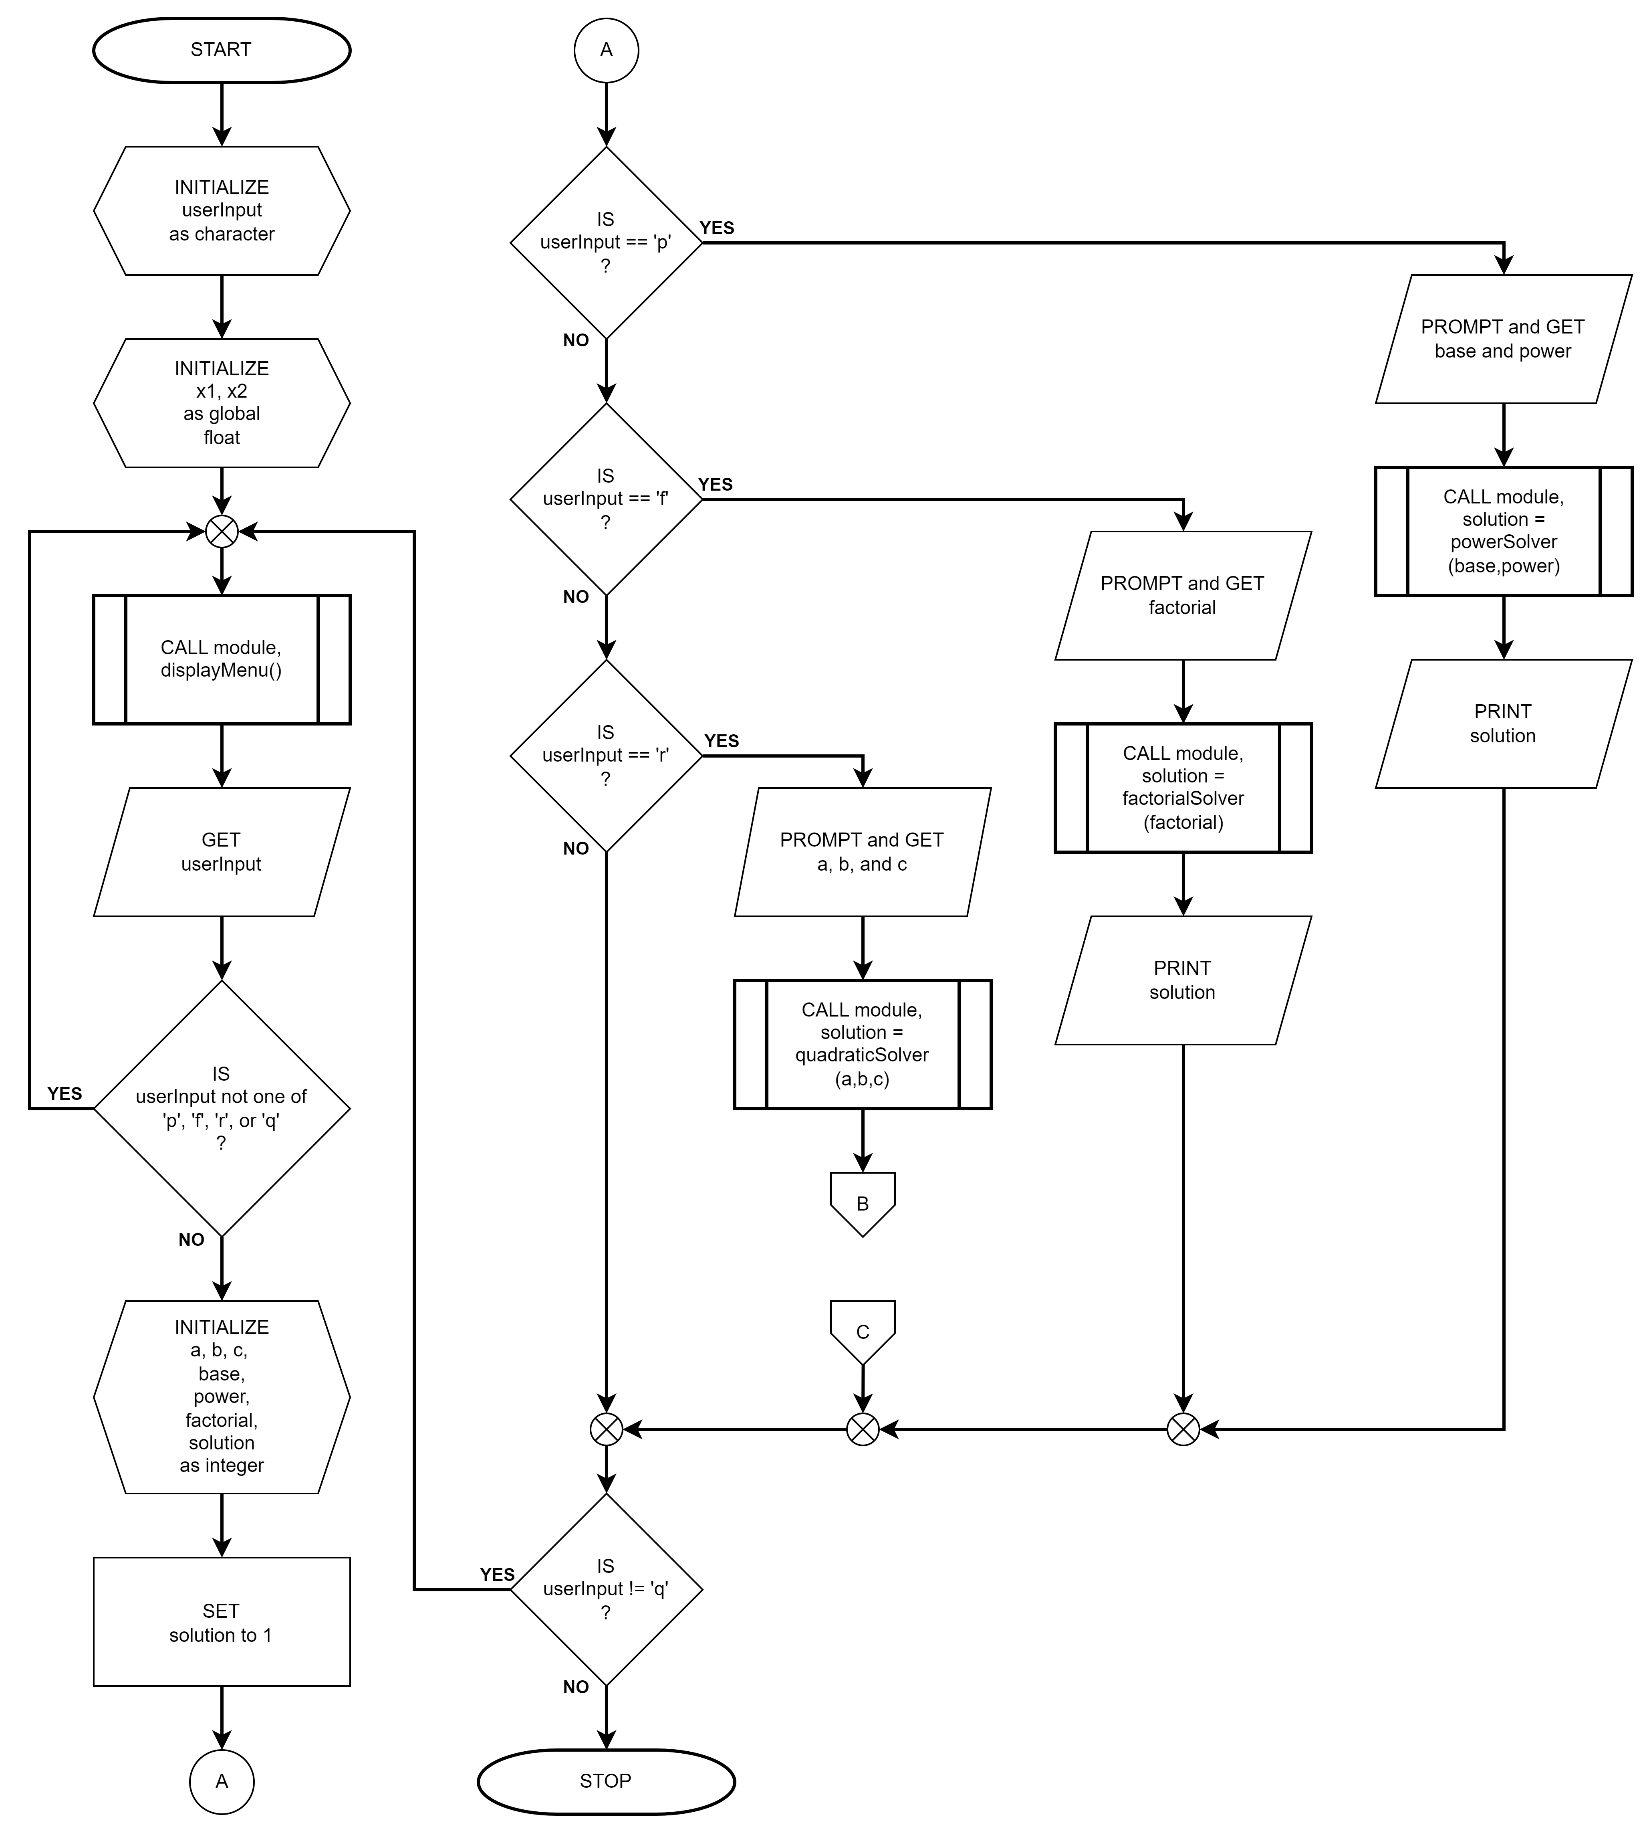 START
INITIALIZE
userInput
as character
INITIALIZE
x1, x2
as global
float
CALL module,
displayMenu()
GET
userInput
IS
userInput not one of
'p', 'f', 'r', or 'q'
?
YES
NO
INITIALIZE
a, b, c,
base,
power,
factorial,
solution
as integer
SET
solution to 1
A
A
IS
userInput == 'p'
?
YES
NO
PROMPT and GET
base and power
CALL module,
solution =
powerSolver
(base,power)
PRINT
solution
IS
userInput == 'f'
?
YES
NO
PROMPT and GET
factorial
CALL module,
solution =
factorialSolver
(factorial)
PRINT
solution
IS
userInput == 'r'
?
YES
NO
PROMPT and GET
a, b, and c
CALL module,
solution =
quadraticSolver
(a,b,c)
B
C
IS
userInput != 'q'
?
YES
NO
STOP